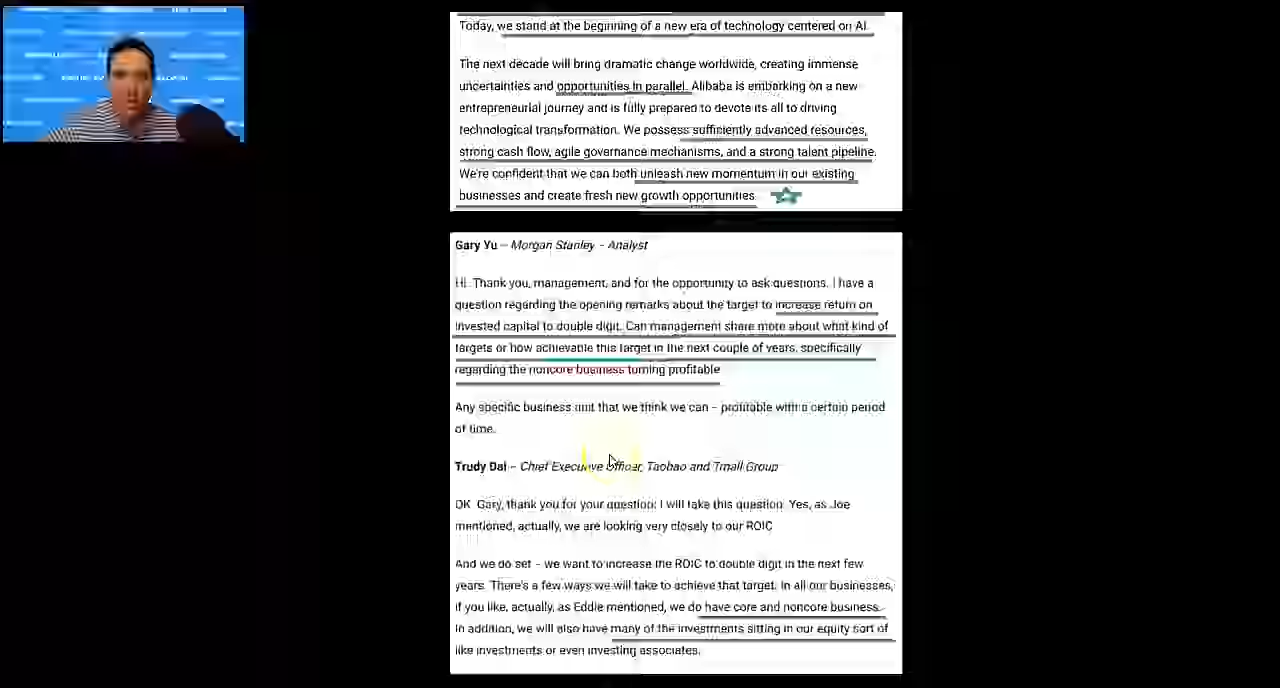 Today, we stand at the beginning of a new era of technology centered on AI.
The next decade will bring dramatic change worldwide, creating immense
uncertainties and opportunities in parallel. Alibaba is embarking on a new
entrepreneurial journey and is fully prepared to devote its all to driving
technological transformation. We possess sufficiently advanced resources,
strong cash flow, agile governance mechanisms, and a strong talent pipeline.
We're confident that we can both unleash new momentum in our existing
businesses and create fresh new growth opportunities.
Gary Yu – Morgan Stanley – Analyst
Hi. Thank you, management, and for the opportunity to ask questions. I have a
question regarding the opening remarks about the target to increase return on
invested capital to double digit. Can management share more about what kind of
targets or how achievable this target in the next couple of years, specifically
regarding the noncore business turning profitable
Any specific business unit that we think we can – profitable with a certain period
of time.
Trudy Dai – Chief Executive Officer, Taobao and Tmall Group
OK. Gary, thank you for your question. I will take this question. Yes, as Joe
mentioned, actually, we are looking very closely to our ROIC
And we do set – we want to increase the ROIC to double digit in the next few
years. There's a few ways we will take to achieve that target. In all our businesses,
if you like, actually, as Eddie mentioned, we do have core and noncore business.
In addition, we will also have many of the investments sitting in our equity sort of
like investments or even investing associates.